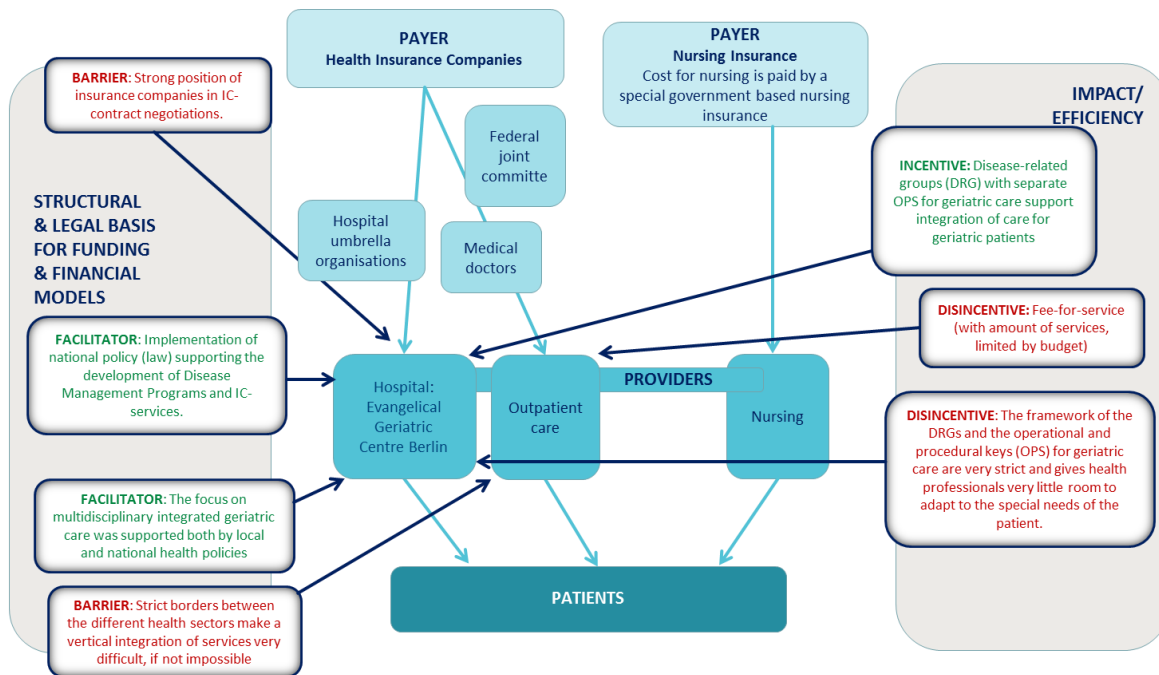 PAYER
Health Insurance Companies
PAYER
Nursing Insurance
Cost for nursing is paid by a
special government based nursing
insurance
BARRIER: Strong position of
insurance companies in IC-
contract negotiations.
IMPACT/
EFFICIENCY
Federal
joint
committe
INCENTIVE: Disease-related
groups (DRG) with separate
OPS for geriatric care support
integration of care for
geriatric patients
STRUCTURAL
& LEGAL BASIS
FOR FUNDING
& FINANCIAL
MODELS
Hospital
umbrella
organisations
Medical
doctors
DISINCENTIVE: Fee-for-service
(with amount of services,
limited by budget)
FACILITATOR: Implementation of
national policy (law) supporting the
development of Disease
Management Programs and IC-
services.
PROVIDERS
Hospital:
Evangelical
Geriatric
Centre Berlin
Outpatient
care
Nursing
DISINCENTIVE: The framework of the
DRGs and the operational and
procedural keys (OPS) for geriatric
care are very strict and gives health
professionals very little room to
adapt to the special needs of the
patient.
FACILITATOR: The focus on
multidisciplinary integrated geriatric
care was supported both by local
and national health policies
BARRIER: Strict borders between
the different health sectors make a
vertical integration of services very
difficult, if not impossible
PATIENTS